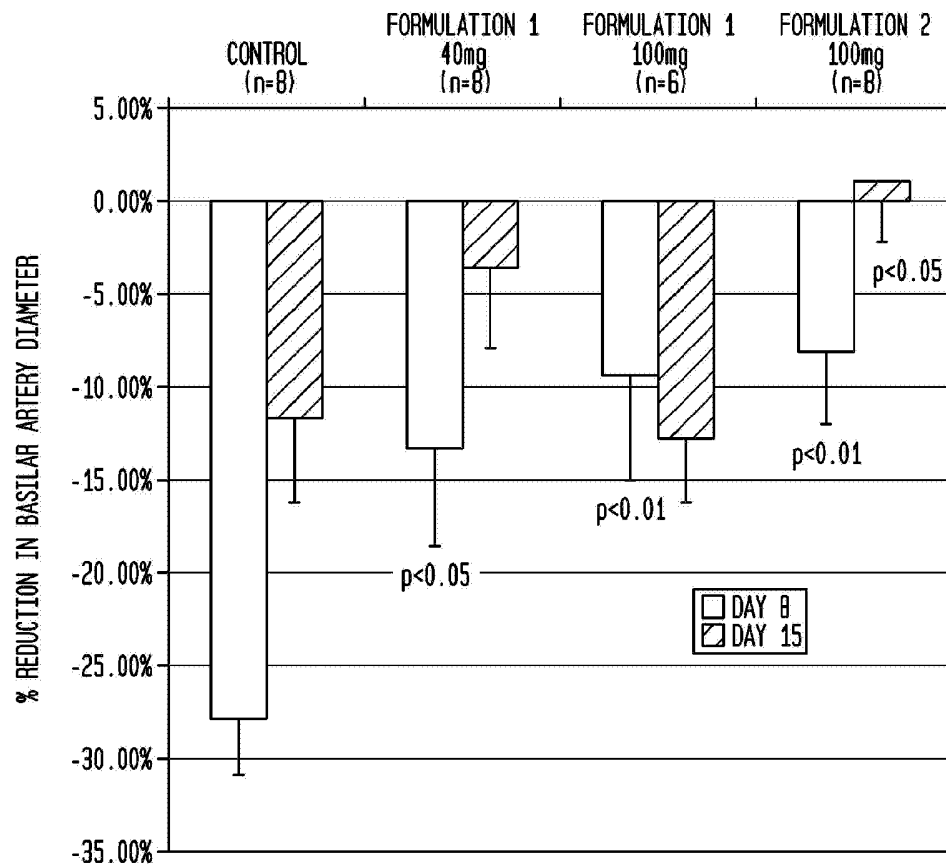 CONTROL
(n=8)
FORMULATION 1
40mg
(n=8)
FORMULATION 1
100mg
(n=6)
FORMULATION 2
100mg
(n=8)
% REDUCTION IN BASILAR ARTERY DIAMETER
5.00%
0.00%
-5.00%
-10.00%
-15.00%
-20.00%
-25.00%
-30.00%
-35.00%
p<0.05
p<0.01
p<0.01
p<0.05
DAY 8
DAY 15